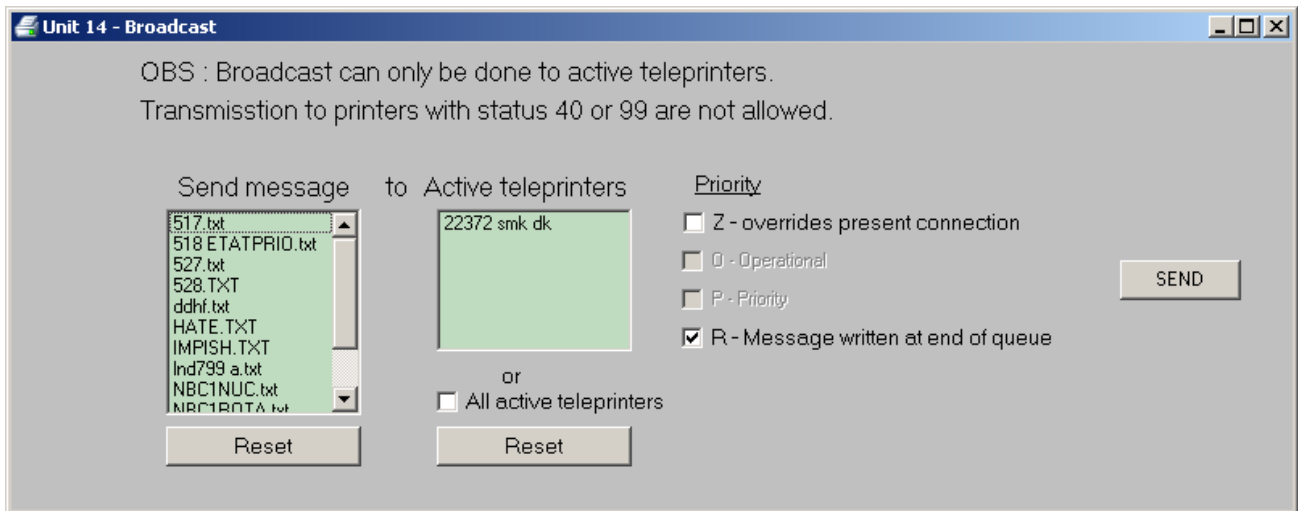 Unit 14 - Broadcast
OBS : Broadcast can only be done to active teleprinters.
Transmisstion to printers with status 40 or 99 are not allowed.
Send message to Active teleprinters
517.txt
518 ETATPRIO.txt
527.txt
528.TXT
ddhf.txt
HATE.TXT
IMPISH.TXT
lnd799 a.txt
NBC1NUC.txt
NBC1ROTA.txt
Reset
22372 smk dk
or
All active teleprinters
Reset
Priority
Z - overrides present connection
O - Operational
P - Priority
R - Message written at end of queue
SEND